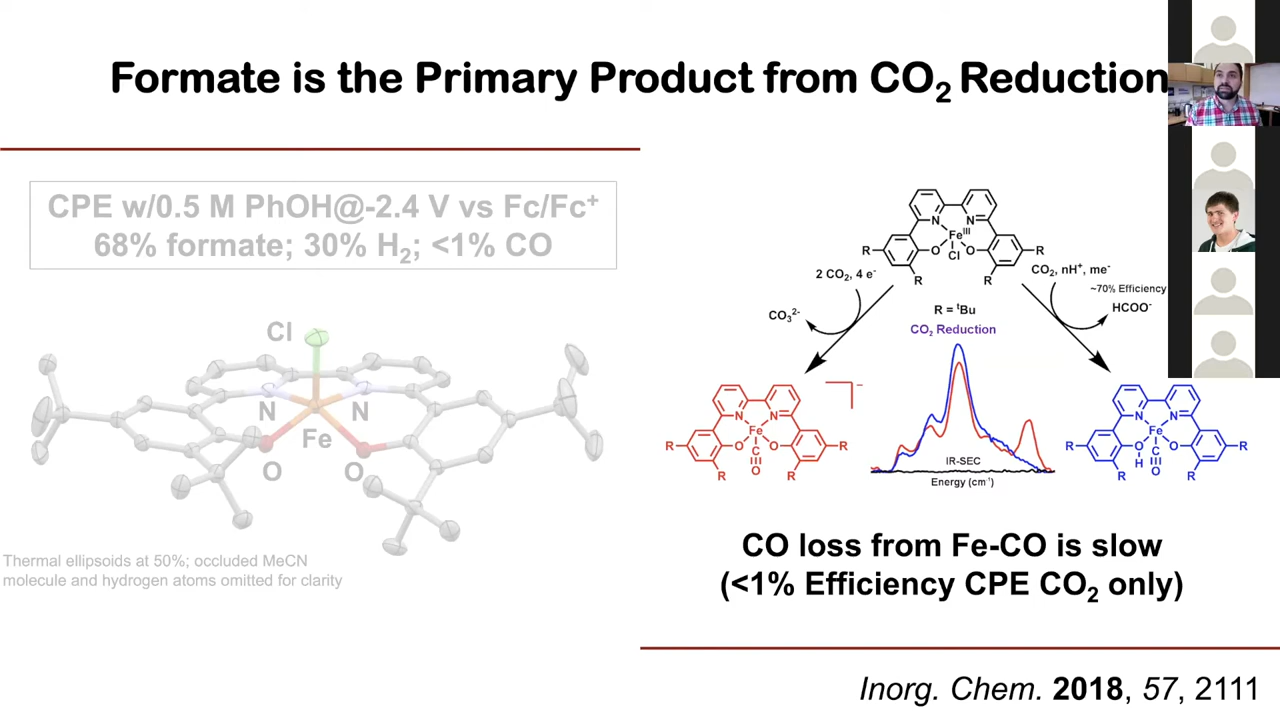 Formate is the Primary Product from CO2 Reduction
CPE w/0.5 M PhOH@-2.4 V vs Fc/Fc+
68% formate; 30% H2; <1% CO
Cl
N
N
Fe
O
O
Thermal ellipsoids at 50%; occluded MeCN
molecule and hydrogen atoms omitted for clarity
N
N
FeIII
O
O
Cl
R
R
R
R
2 CO2, 4 e-
CO3 2-
CO2, nH+, me-
~70% Efficiency
HCOO-
R = tBu
CO2 Reduction
IR-SEC
Energy (cm-1)
N
N
Fe
O
O
C
O
R
R
R
R
−
N
N
Fe
O
O
H
C
O
R
R
R
R
CO loss from Fe-CO is slow
(<1% Efficiency CPE CO2 only)
Inorg. Chem. 2018, 57, 2111